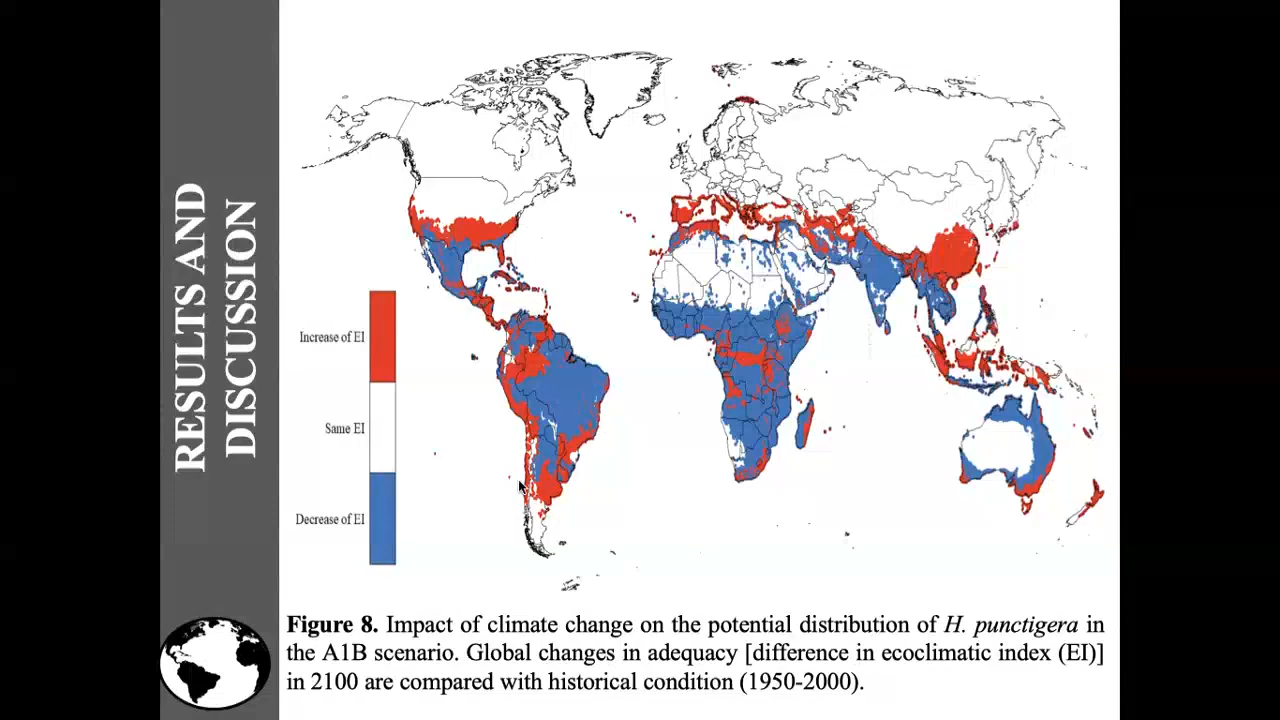 RESULTS AND
DISCUSSION
Increase of EI
Same EI
Decrease of EI
Figure 8. Impact of climate change on the potential distribution of H. punctigera in
the A1B scenario. Global changes in adequacy [difference in ecoclimatic index (EI)]
in 2100 are compared with historical condition (1950-2000).